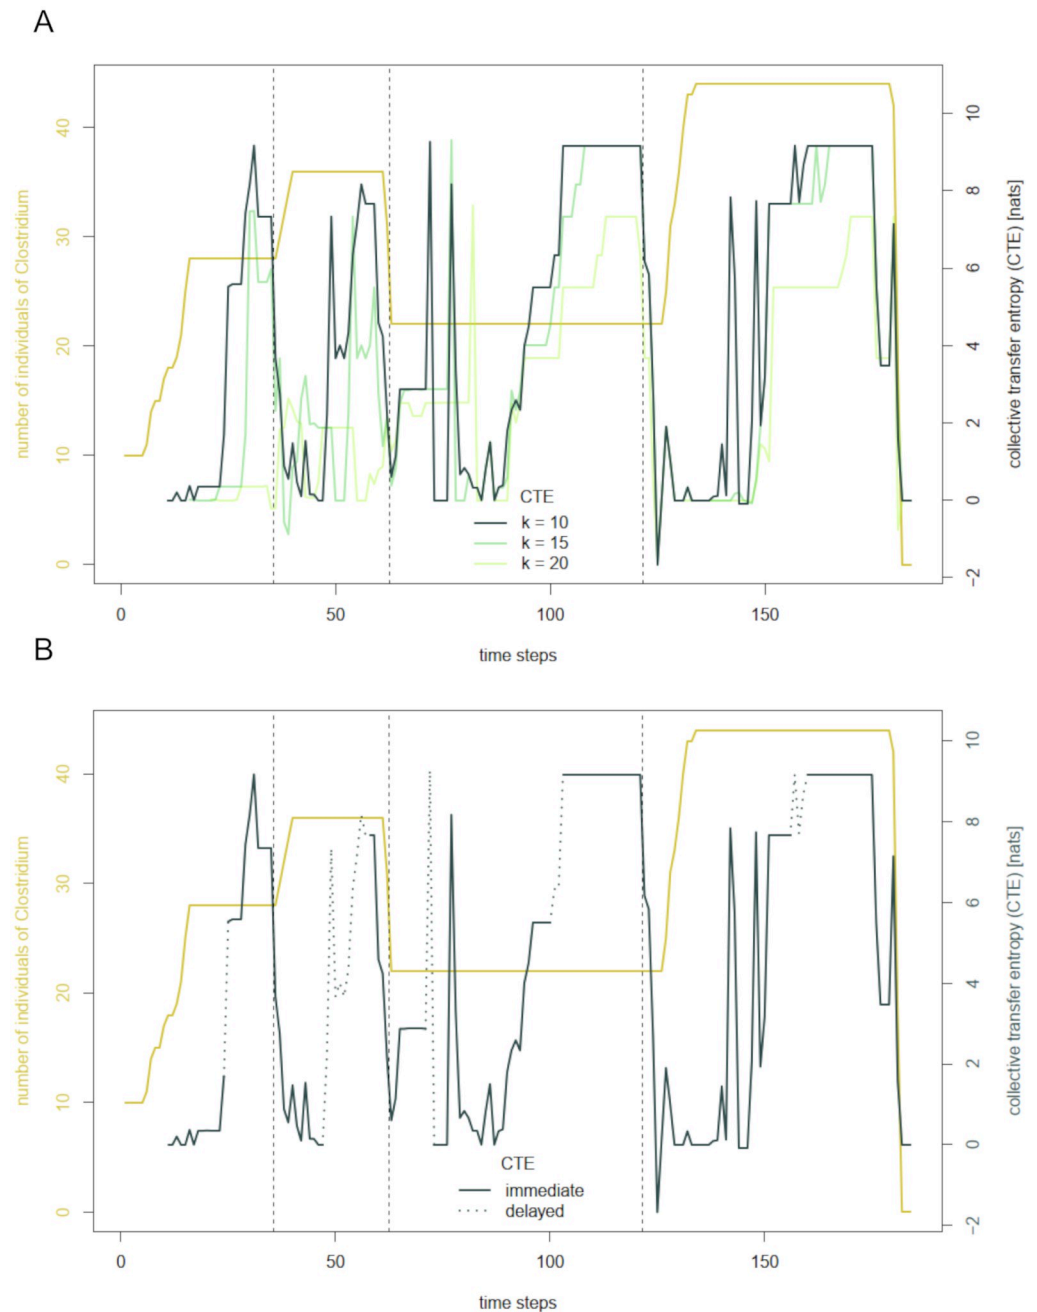 A
number of individuals of Clostridium
40
30
20
10
0
10
8
6
4
2
0
−2
collective transfer entropy (CTE) [nats]
CTE
k = 10
k = 15
k = 20
0 50 100 150
time steps
B
number of individuals of Clostridium
40
30
20
10
0
10
8
6
4
2
0
−2
collective transfer entropy (CTE) [nats]
CTE
immediate
delayed
0 50 100 150
time steps